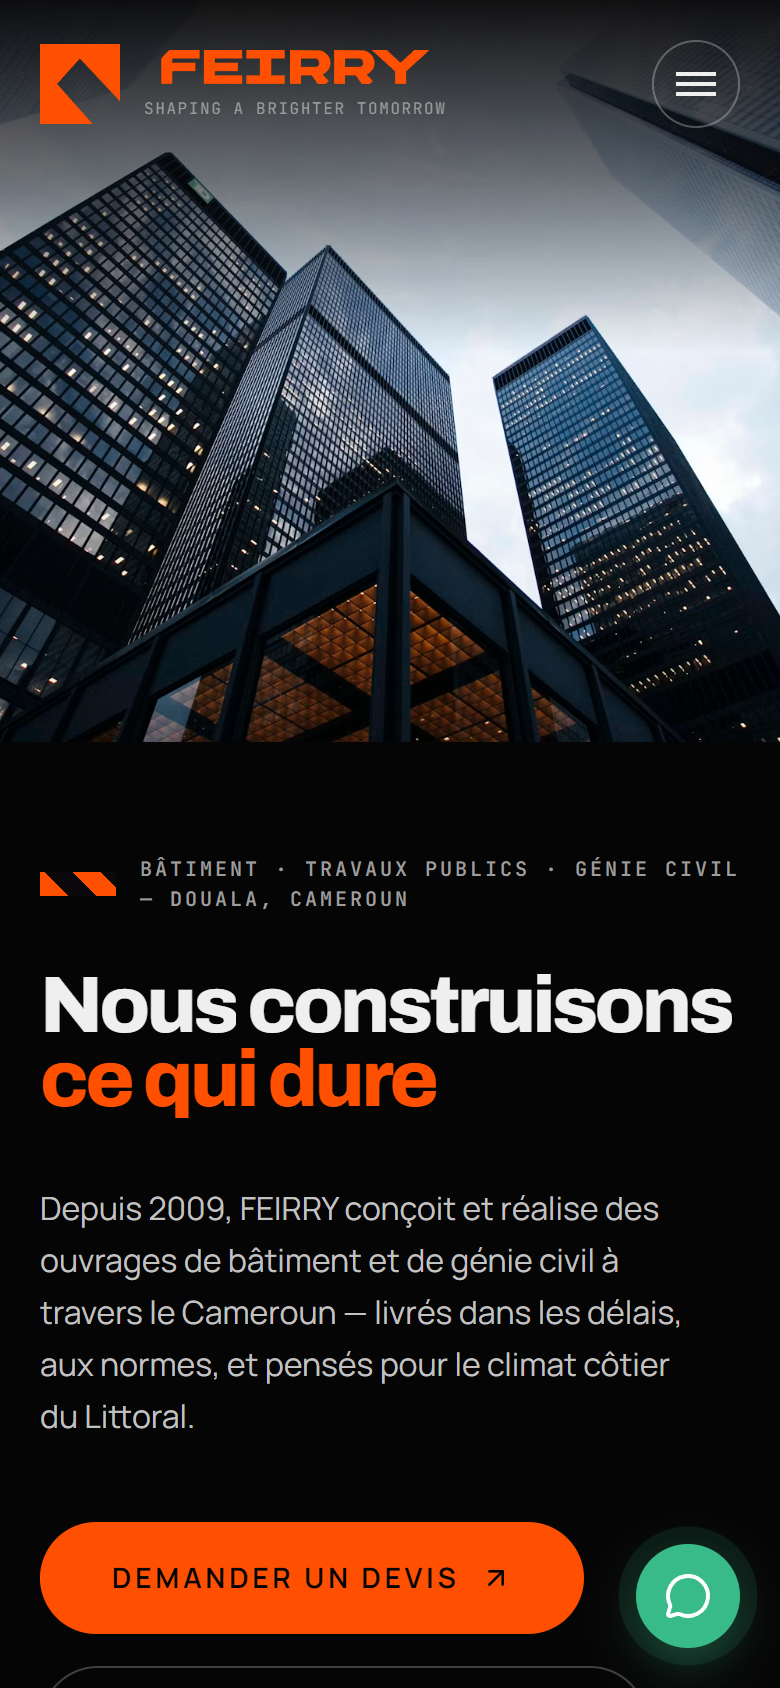 FEIRRY
SHAPING A BRIGHTER TOMORROW
BÂTIMENT · TRAVAUX PUBLICS · GÉNIE CIVIL
— DOUALA, CAMEROUN
Nous construisons
ce qui dure
Depuis 2009, FEIRRY conçoit et réalise des
ouvrages de bâtiment et de génie civil à
travers le Cameroun — livrés dans les délais,
aux normes, et pensés pour le climat côtier
du Littoral.
DEMANDER UN DEVIS